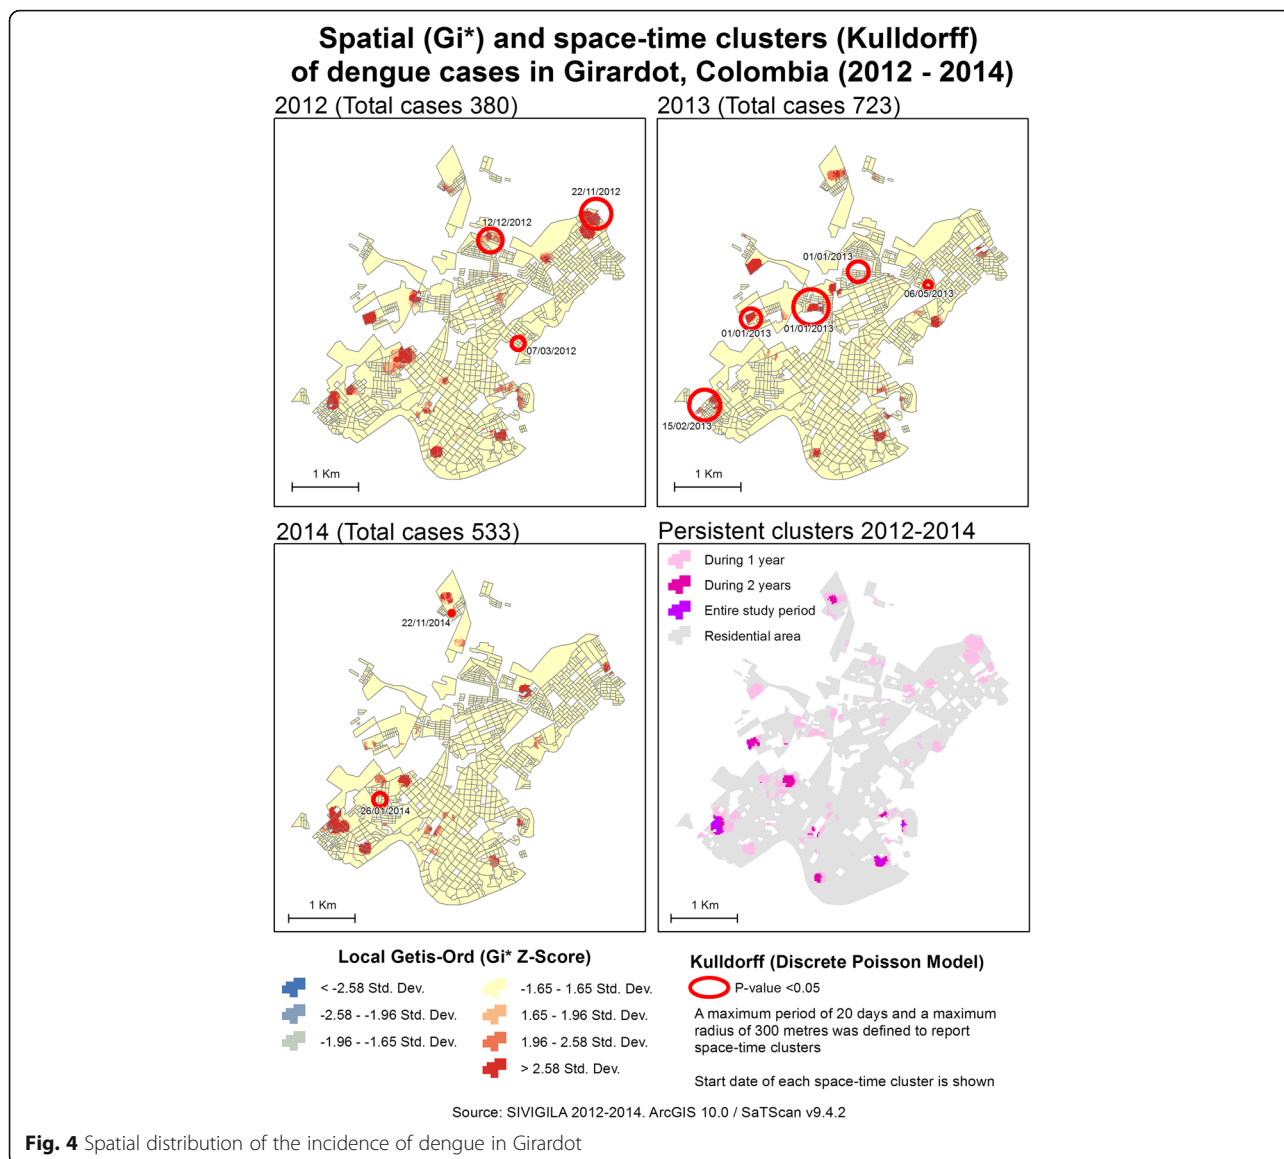 Spatial (Gi*) and space-time clusters (Kulldorff)
of dengue cases in Girardot, Colombia (2012 - 2014)
2012 (Total cases 380)
22/11/2012
12/12/2012
07/03/2012
1 Km
2013 (Total cases 723)
01/01/2013
06/05/2013
01/01/2013
01/01/2013
15/02/2013
1 Km
2014 (Total cases 533)
22/11/2014
26/01/2014
1 Km
Persistent clusters 2012-2014
During 1 year
During 2 years
Entire study period
Residential area
1 Km
Local Getis-Ord (Gi* Z-Score)
< -2.58 Std. Dev.
-2.58 - -1.96 Std. Dev.
-1.96 - -1.65 Std. Dev.
-1.65 - 1.65 Std. Dev.
1.65 - 1.96 Std. Dev.
1.96 - 2.58 Std. Dev.
> 2.58 Std. Dev.
Kulldorff (Discrete Poisson Model)
P-value <0.05
A maximum period of 20 days and a maximum
radius of 300 metres was defined to report
space-time clusters
Start date of each space-time cluster is shown
Source: SIVIGILA 2012-2014. ArcGIS 10.0 / SaTScan v9.4.2
Fig. 4 Spatial distribution of the incidence of dengue in Girardot